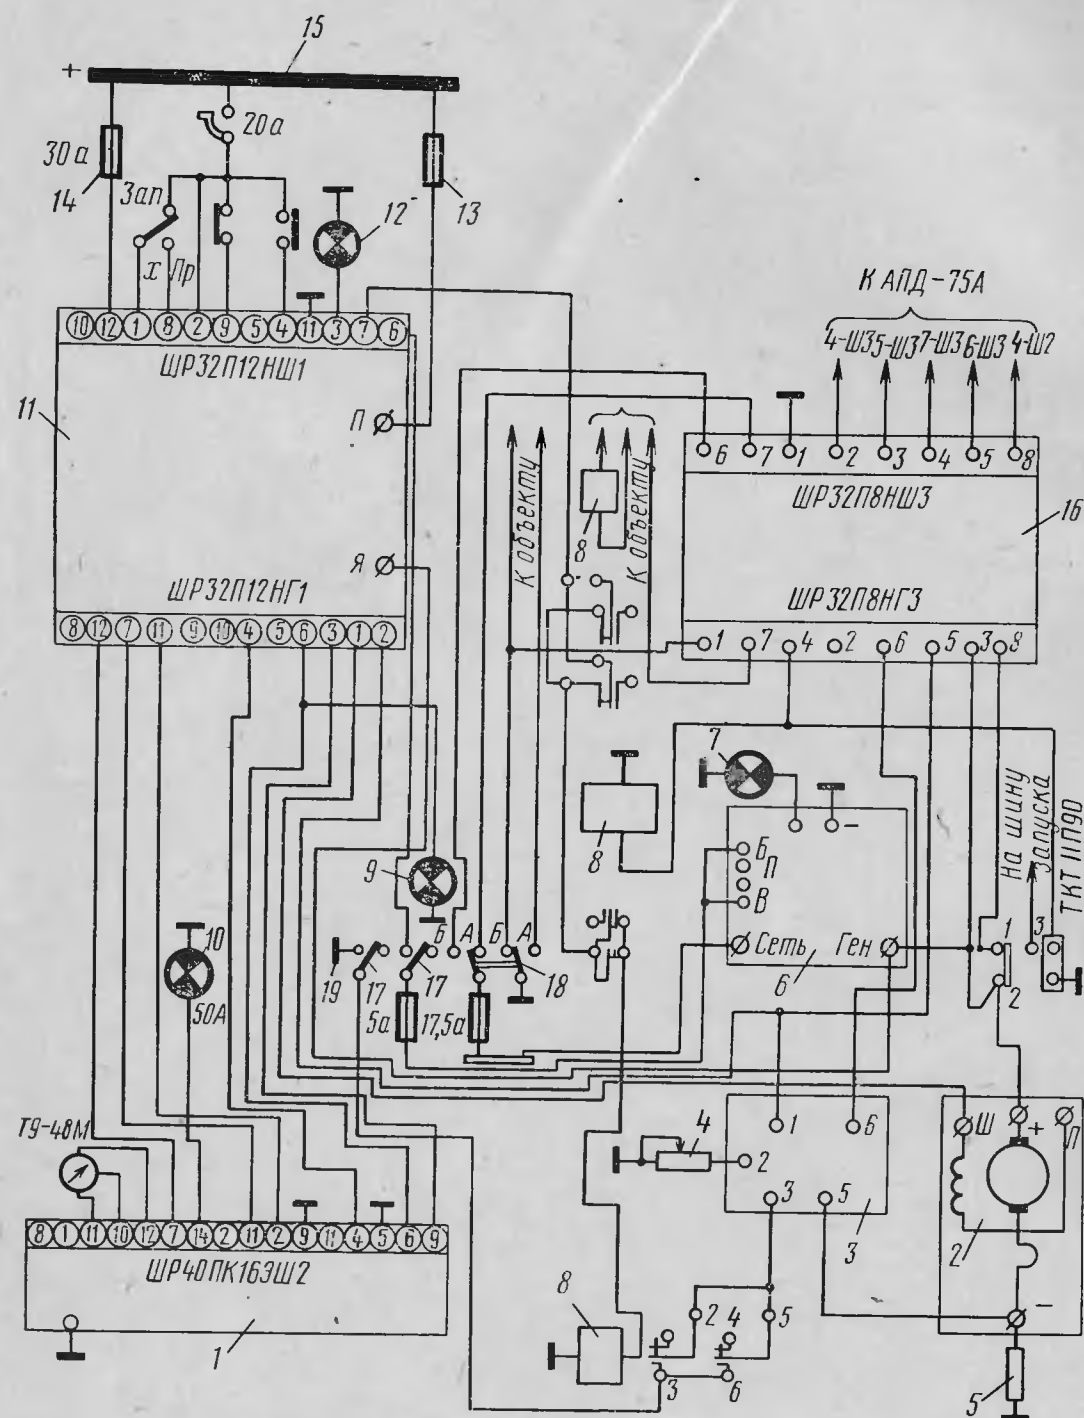 15
+
20а
30а
14
Зап
12
13
х Пр
К АПД-75А
4-Ш3 5-Ш3 7-Ш3 6-Ш3 4-Ш2
10 12 1 8 2 9 5 4 11 3 7 6
ШР32П12НШ1
11
П
6 7 1 2 3 4 5 8
ШР32П8НШ3
16
К объекту
8
К объекту
Я
ШР32П12НГ1
ШР32П8НГ3
8 12 7 11 9 10 4 5 6 3 1 2
1 7 4 2 6 5 3 8
7
-
Б
П
В
8
9
На шину
запуска
ТКТ 11П9D
Б А Б А
Сеть Ген
1 3
2
6
10
50А
19 17 17 18
5а 17,5а
Т9-48М
4
1 6
2
3 5
3
Ш + П
2
-
8 1 11 10 12 7 14 2 11 2 9 11 4 5 6 9
ШР40ПК16ЭШ2
1
8
2 4 5
3 6
5